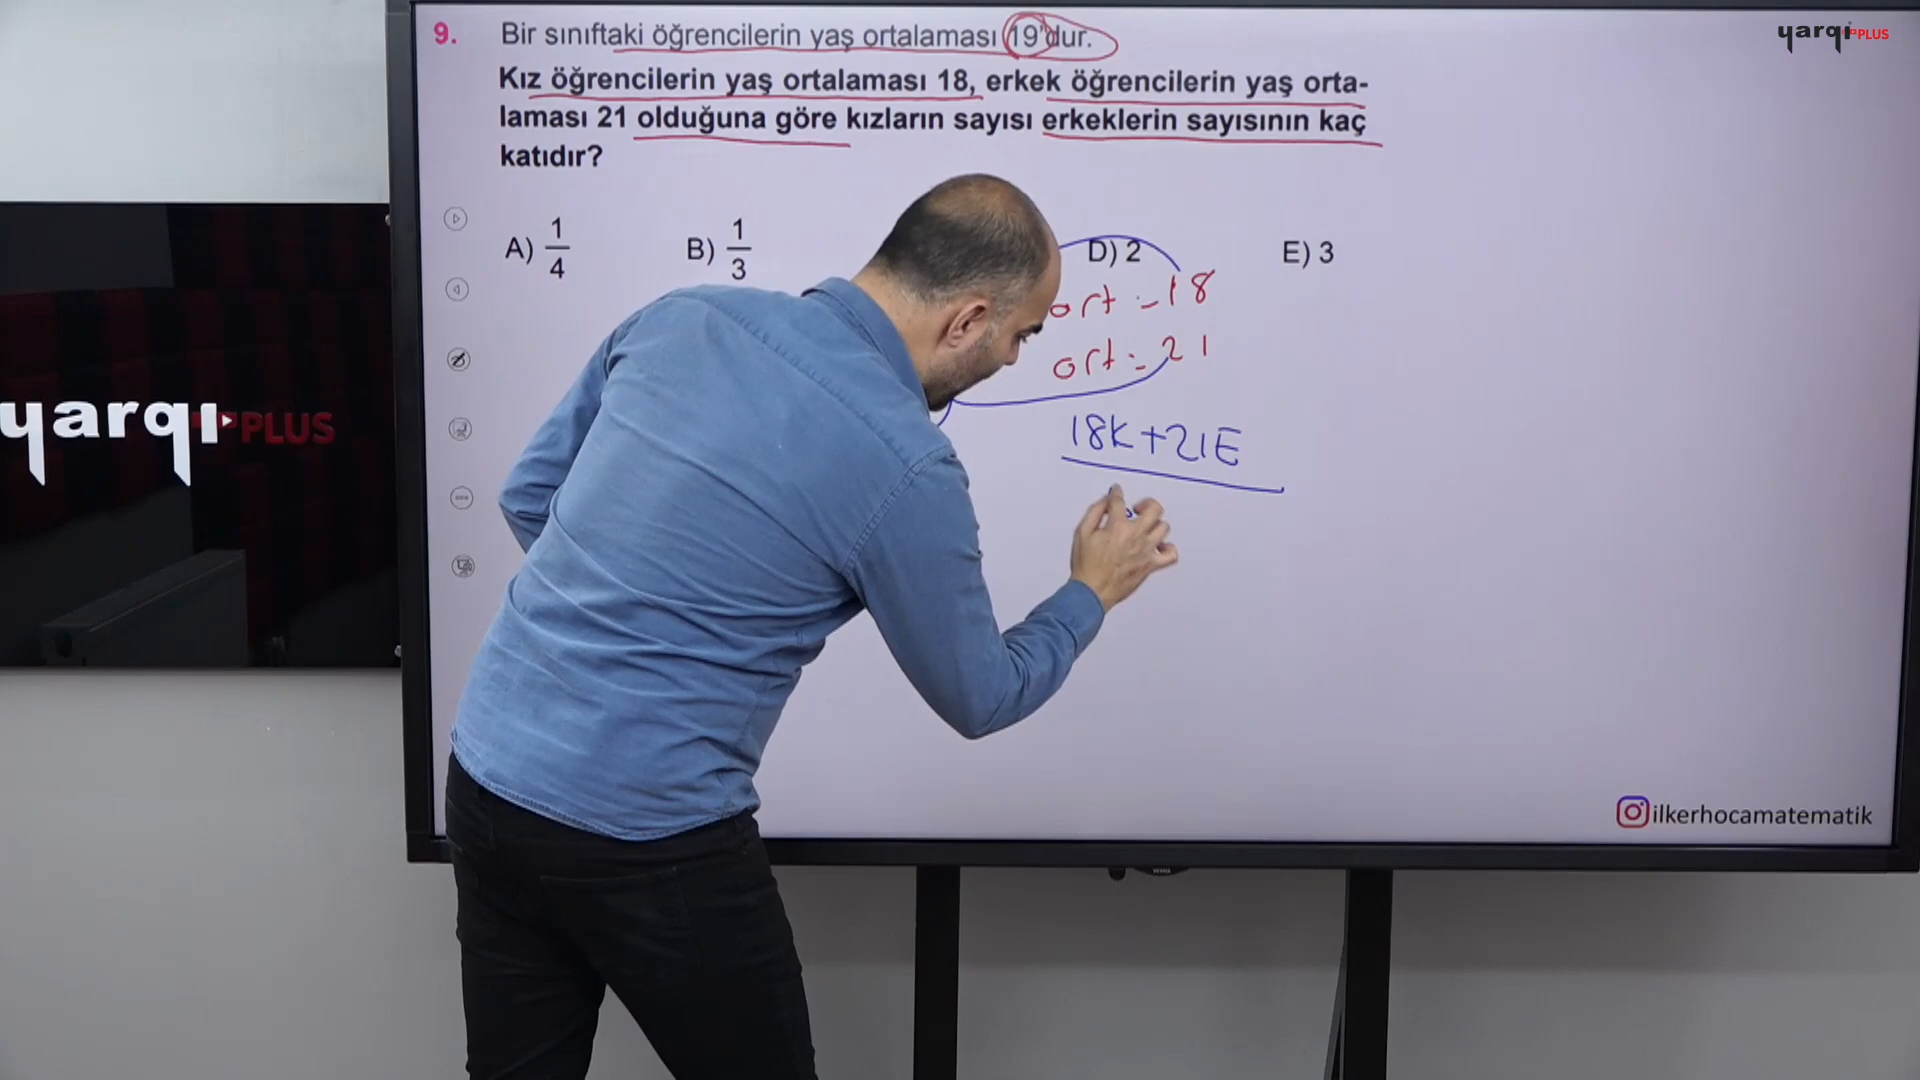 9. Bir sınıftaki öğrencilerin yaş ortalaması 19'dur.
Kız öğrencilerin yaş ortalaması 18, erkek öğrencilerin yaş orta-
laması 21 olduğuna göre kızların sayısı erkeklerin sayısının kaç
katıdır?
A) 1/4 B) 1/3 D) 2 E) 3
ort = 18
ort = 21
18K+21E
yarqı PLUS
yarqı PLUS
ilkerhocamatematik